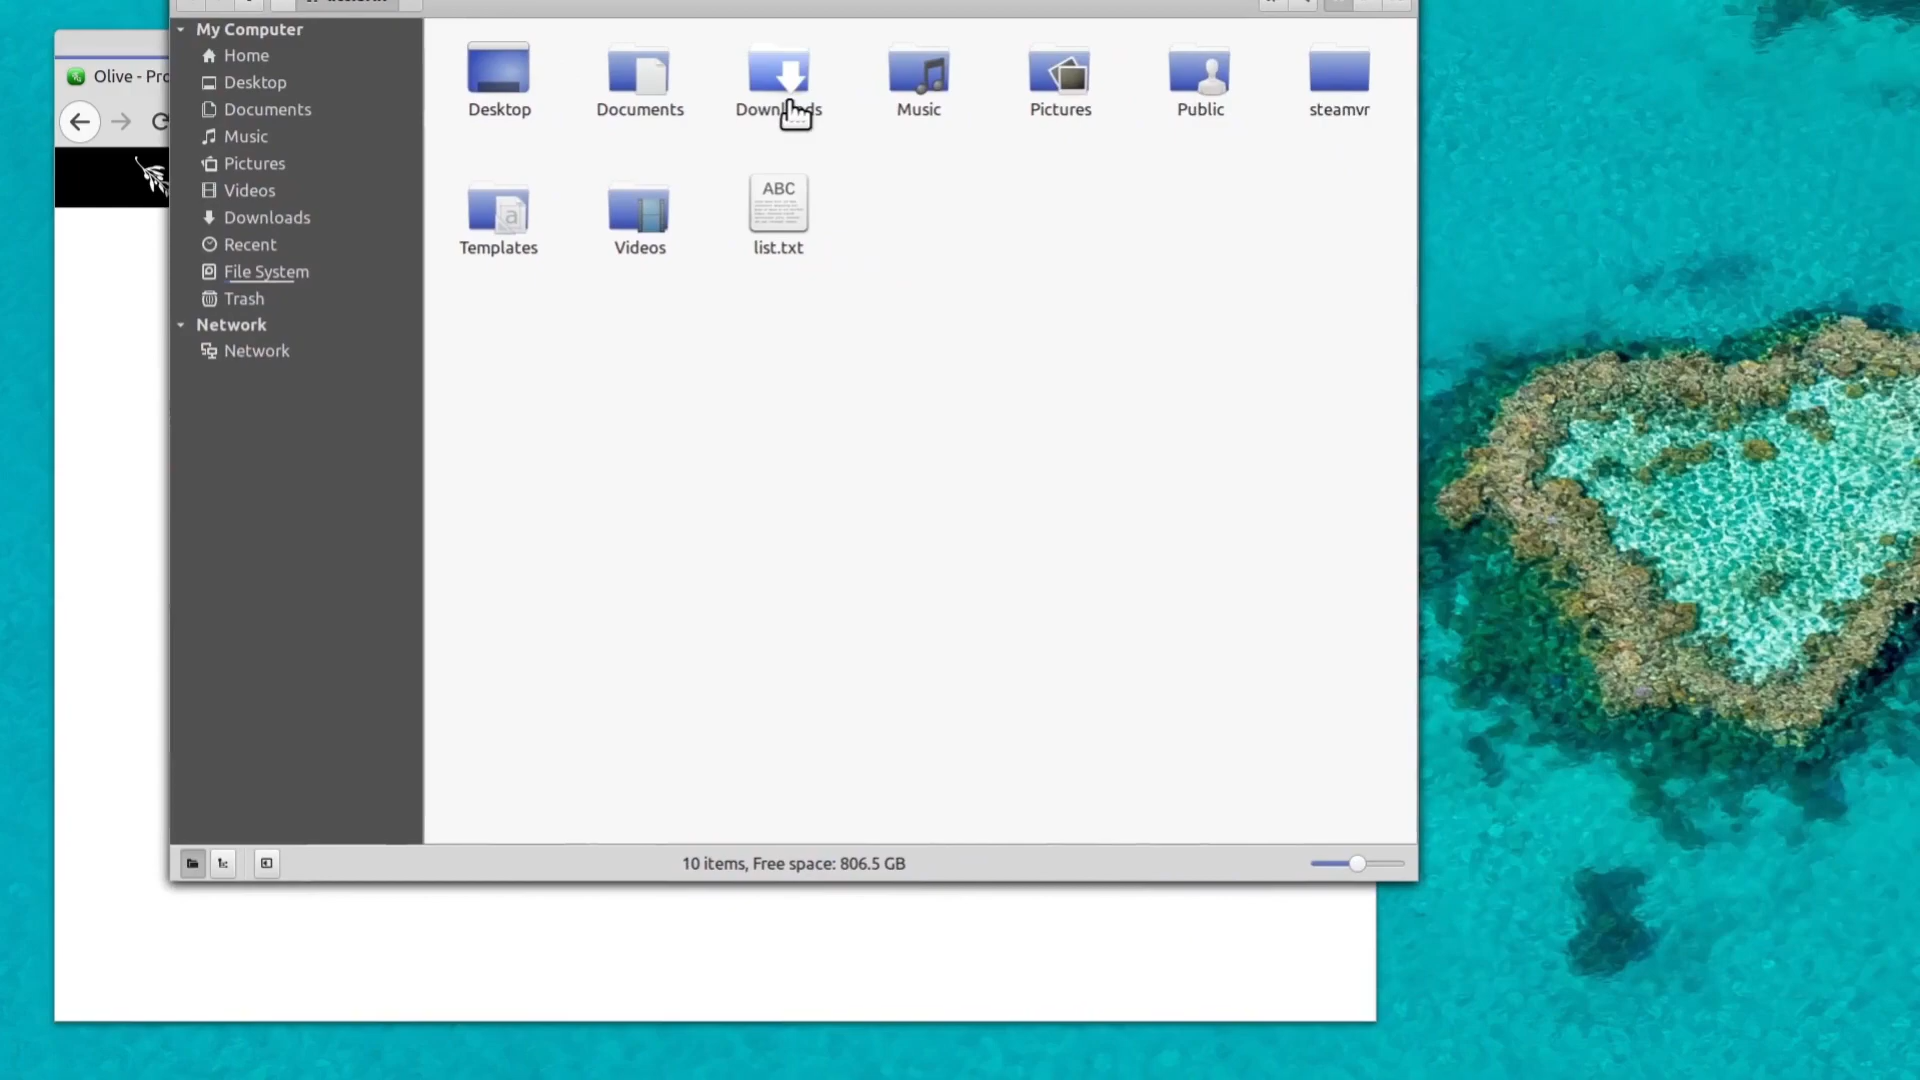 My Computer
Home
Desktop
Documents
Music
Pictures
Videos
Downloads
Recent
File System
Trash
Network
Network
Olive - Pro
Desktop
Documents
Downloads
Music
Pictures
Public
steamvr
Templates
Videos
ABC
list.txt
10 items, Free space: 806.5 GB